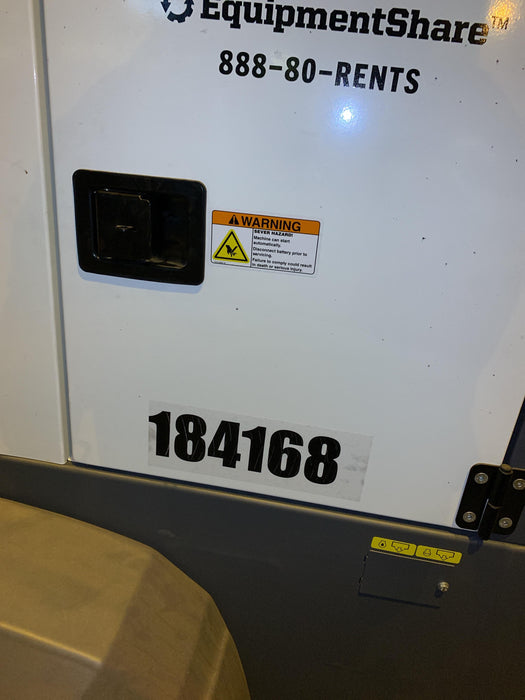 EquipmentShare™
888-80-RENTS
WARNING
SEVER HAZARD!
Machine can start
automatically.
Disconnect battery prior to
servicing.
Failure to comply could result
in death or serious injury.
184168